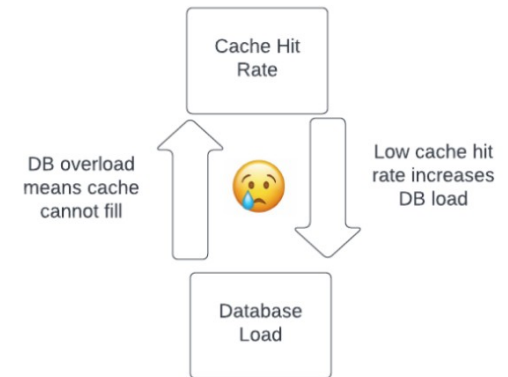 Cache Hit
Rate
DB overload
means cache
cannot fill
Low cache hit
rate increases
DB load
Database
Load